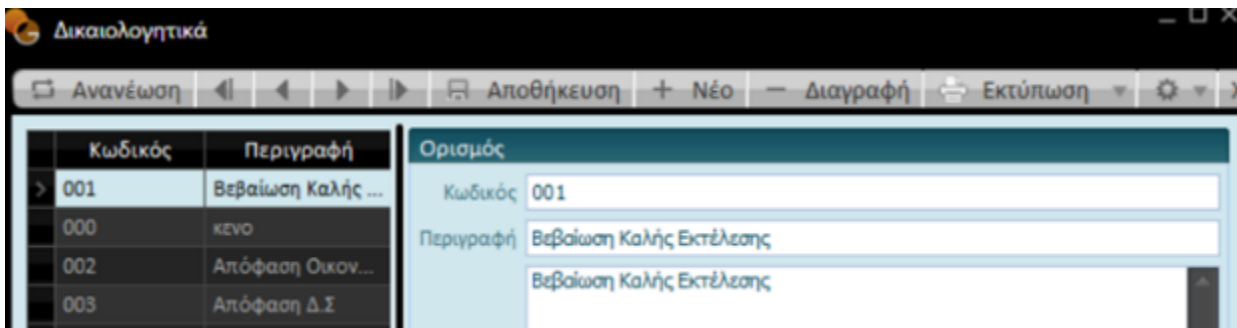 Δικαιολογητικά
Ανανέωση Αποθήκευση Νέο Διαγραφή Εκτύπωση
Κωδικός Περιγραφή
001 Βεβαίωση Καλής ...
000 κενο
002 Απόφαση Οικον...
003 Απόφαση Δ.Σ
Ορισμός
Κωδικός 001
Περιγραφή Βεβαίωση Καλής Εκτέλεσης
Βεβαίωση Καλής Εκτέλεσης